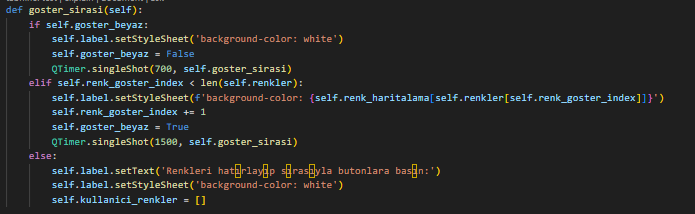 def goster_sirasi(self):
    if self.goster_beyaz:
        self.label.setStyleSheet('background-color: white')
        self.goster_beyaz = False
        QTimer.singleShot(700, self.goster_sirasi)
    elif self.renk_goster_index < len(self.renkler):
        self.label.setStyleSheet(f'background-color: {self.renk_haritalama[self.renkler[self.renk_goster_index]]}')
        self.renk_goster_index += 1
        self.goster_beyaz = True
        QTimer.singleShot(1500, self.goster_sirasi)
    else:
        self.label.setText('Renkleri hatırlayıp sırasıyla butonlara basın:')
        self.label.setStyleSheet('background-color: white')
        self.kullanici_renkler = []